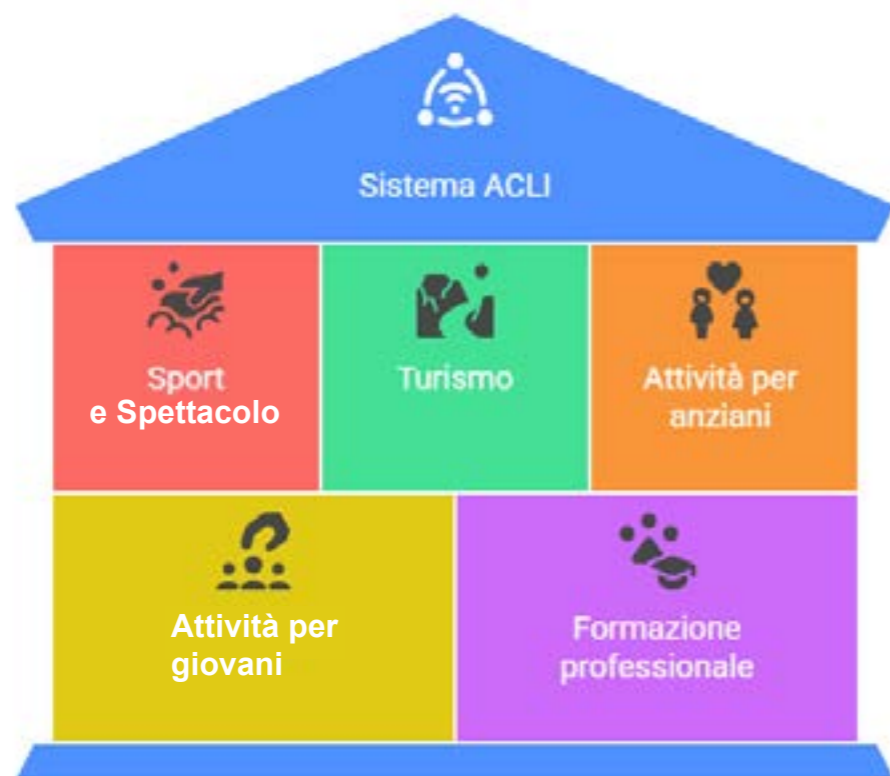 Sistema ACLI
Sport
e Spettacolo
Turismo
Attività per
anziani
Attività per
giovani
Formazione
professionale